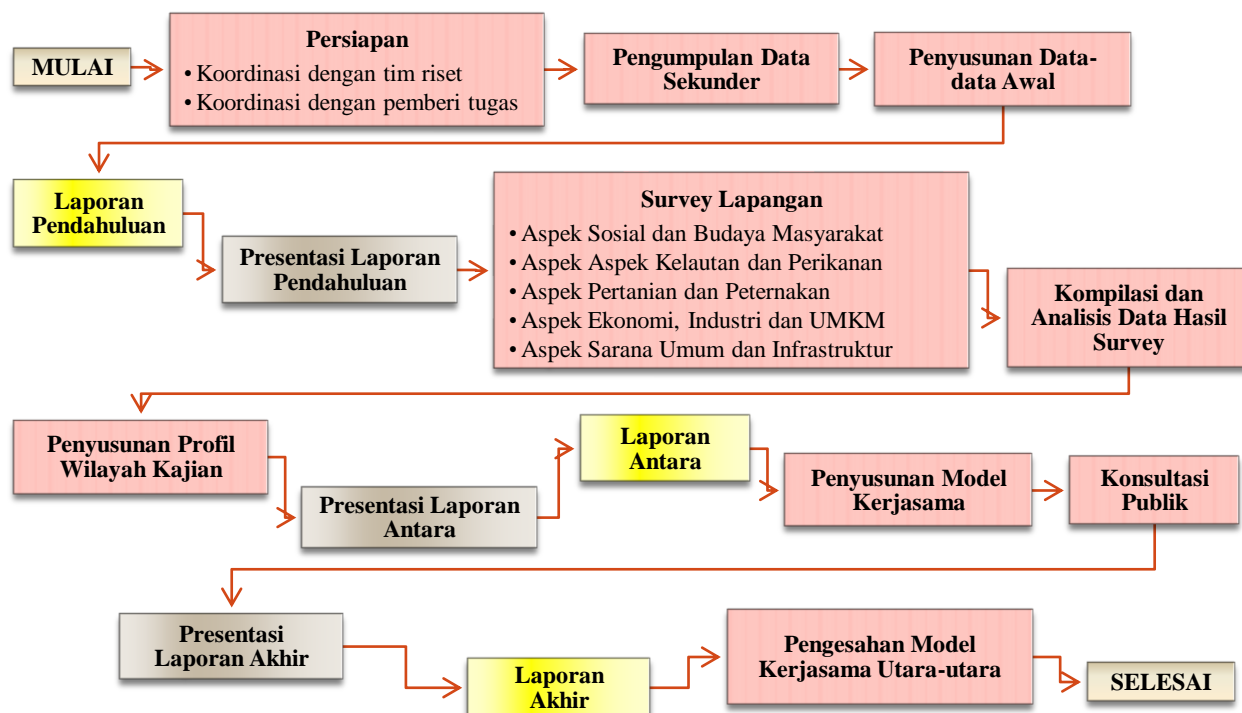 MULAI
Persiapan
• Koordinasi dengan tim riset
• Koordinasi dengan pemberi tugas
Pengumpulan Data
Sekunder
Penyusunan Data-
data Awal
Laporan
Pendahuluan
Presentasi Laporan
Pendahuluan
Survey Lapangan
• Aspek Sosial dan Budaya Masyarakat
• Aspek Aspek Kelautan dan Perikanan
• Aspek Pertanian dan Peternakan
• Aspek Ekonomi, Industri dan UMKM
• Aspek Sarana Umum dan Infrastruktur
Kompilasi dan
Analisis Data Hasil
Survey
Penyusunan Profil
Wilayah Kajian
Presentasi Laporan
Antara
Laporan
Antara
Penyusunan Model
Kerjasama
Konsultasi
Publik
Presentasi
Laporan Akhir
Laporan
Akhir
Pengesahan Model
Kerjasama Utara-utara
SELESAI